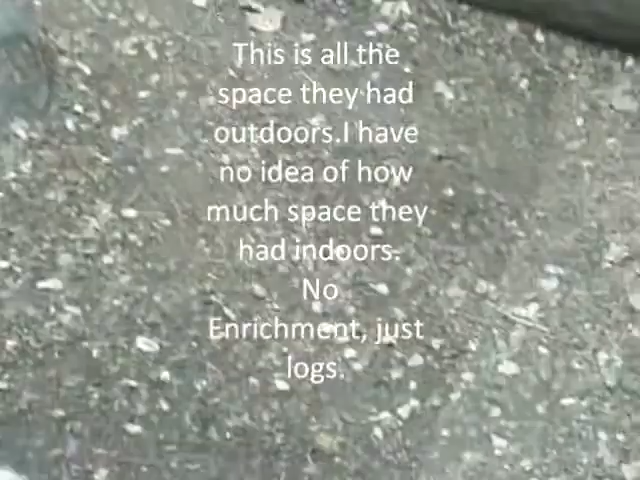 This is all the
space they had
outdoors.I have
no idea of how
much space they
had indoors.
No
Enrichment, just
logs.